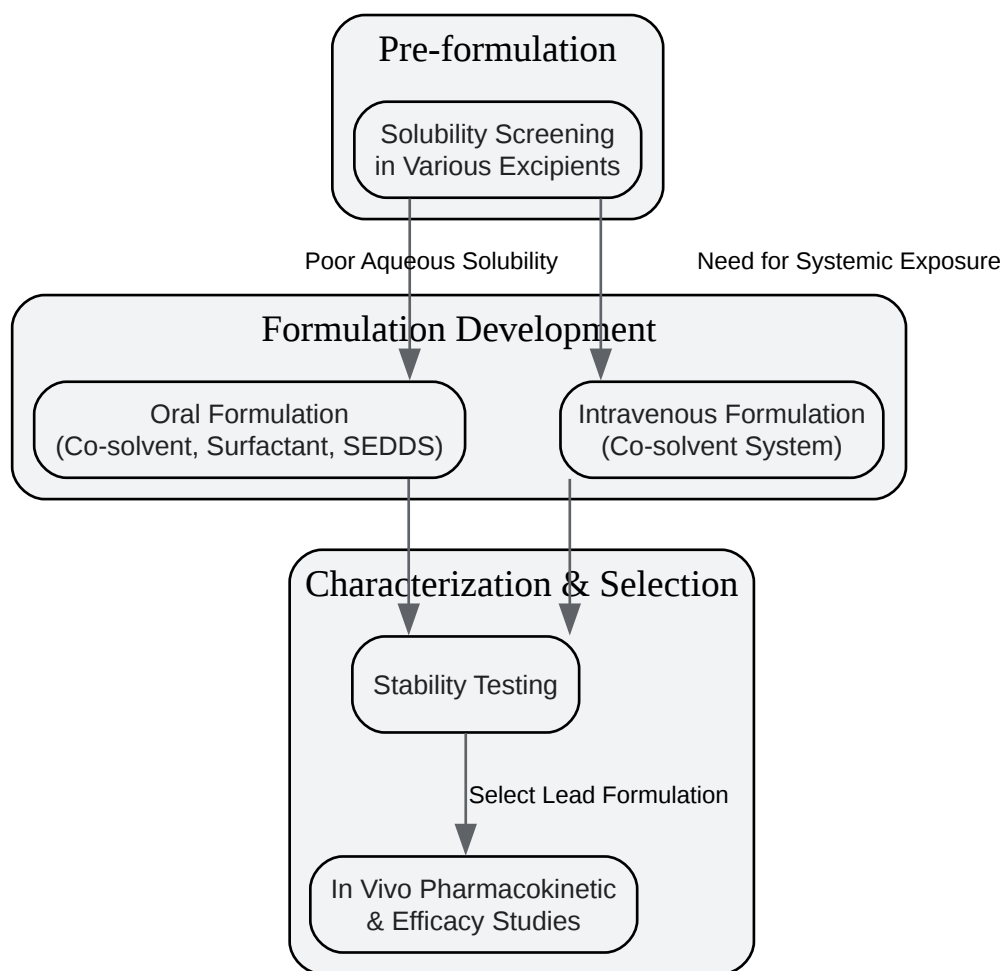 Pre-formulation
Solubility Screening
in Various Excipients
Poor Aqueous Solubility
Need for Systemic Exposure
Formulation Development
Oral Formulation
(Co-solvent, Surfactant, SEDDS)
Intravenous Formulation
(Co-solvent System)
Characterization & Selection
Stability Testing
Select Lead Formulation
In Vivo Pharmacokinetic
& Efficacy Studies